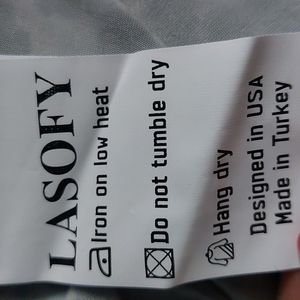 LASOFY
Iron on low heat
Do not tumble dry
Hang dry
Designed in USA
Made in Turkey